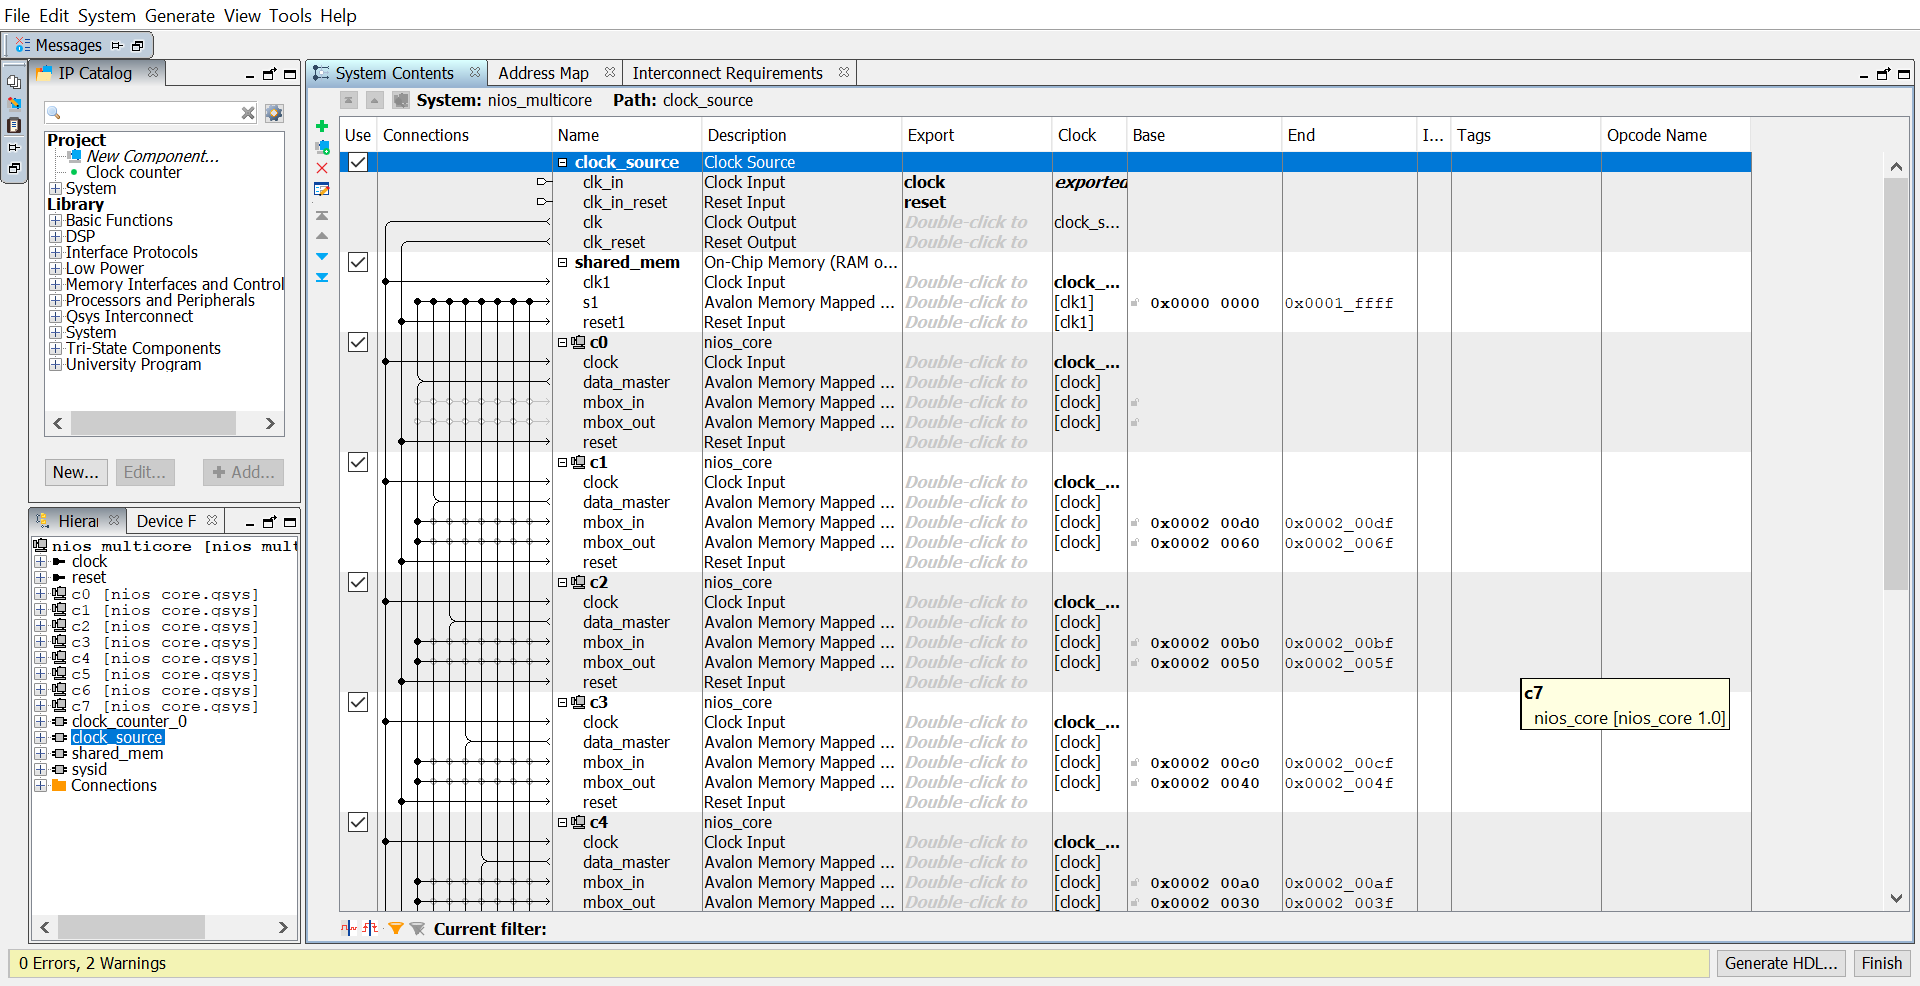 File Edit System Generate View Tools Help
Messages
IP Catalog
Project
New Component...
Clock counter
System
Library
Basic Functions
DSP
Interface Protocols
Low Power
Memory Interfaces and Control
Processors and Peripherals
Qsys Interconnect
System
Tri-State Components
University Program
New... Edit... Add...
Hierar Device F
nios multicore [nios mult
clock
reset
c0 [nios core.qsys]
c1 [nios core.qsys]
c2 [nios core.qsys]
c3 [nios core.qsys]
c4 [nios core.qsys]
c5 [nios core.qsys]
c6 [nios core.qsys]
c7 [nios core.qsys]
clock_counter_0
clock_source
shared_mem
sysid
Connections
System Contents Address Map Interconnect Requirements
System: nios_multicore Path: clock_source
Use Connections Name Description Export Clock Base End I... Tags Opcode Name
clock_source Clock Source
clk_in Clock Input clock exported
clk_in_reset Reset Input reset
clk Clock Output Double-click to clock_s...
clk_reset Reset Output Double-click to
shared_mem On-Chip Memory (RAM o...
clk1 Clock Input Double-click to clock_...
s1 Avalon Memory Mapped ... Double-click to [clk1] 0x0000 0000 0x0001_ffff
reset1 Reset Input Double-click to [clk1]
c0 nios_core
clock Clock Input Double-click to clock_...
data_master Avalon Memory Mapped ... Double-click to [clock]
mbox_in Avalon Memory Mapped ... Double-click to [clock]
mbox_out Avalon Memory Mapped ... Double-click to [clock]
reset Reset Input Double-click to
c1 nios_core
clock Clock Input Double-click to clock_...
data_master Avalon Memory Mapped ... Double-click to [clock]
mbox_in Avalon Memory Mapped ... Double-click to [clock] 0x0002 00d0 0x0002_00df
mbox_out Avalon Memory Mapped ... Double-click to [clock] 0x0002 0060 0x0002_006f
reset Reset Input Double-click to
c2 nios_core
clock Clock Input Double-click to clock_...
data_master Avalon Memory Mapped ... Double-click to [clock]
mbox_in Avalon Memory Mapped ... Double-click to [clock] 0x0002 00b0 0x0002_00bf
mbox_out Avalon Memory Mapped ... Double-click to [clock] 0x0002 0050 0x0002_005f
reset Reset Input Double-click to
c3 nios_core
clock Clock Input Double-click to clock_...
data_master Avalon Memory Mapped ... Double-click to [clock]
mbox_in Avalon Memory Mapped ... Double-click to [clock] 0x0002 00c0 0x0002_00cf
mbox_out Avalon Memory Mapped ... Double-click to [clock] 0x0002 0040 0x0002_004f
reset Reset Input Double-click to
c4 nios_core
clock Clock Input Double-click to clock_...
data_master Avalon Memory Mapped ... Double-click to [clock]
mbox_in Avalon Memory Mapped ... Double-click to [clock] 0x0002 00a0 0x0002_00af
mbox_out Avalon Memory Mapped ... Double-click to [clock] 0x0002 0030 0x0002 003f
c7
nios_core [nios_core 1.0]
Current filter:
0 Errors, 2 Warnings
Generate HDL... Finish